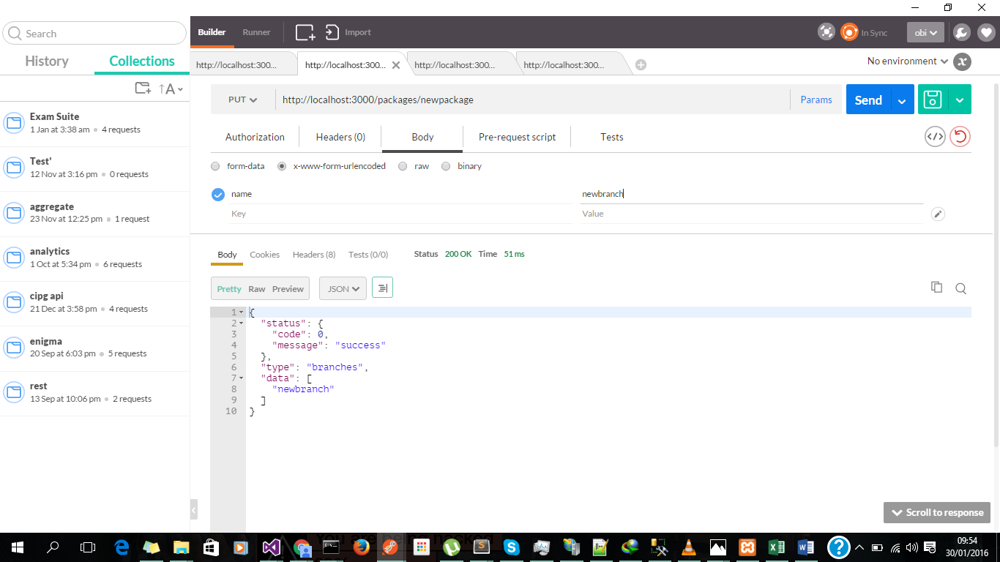 Search
Builder
Runner
Import
In Sync
obi
History
Collections
http://localhost:300...
http://localhost:300...
http://localhost:300...
http://localhost:300...
No environment
A
Exam Suite
1 Jan at 3:38 am 4 requests
Test'
12 Nov at 3:16 pm 0 requests
aggregate
23 Nov at 12:25 pm 1 request
analytics
1 Oct at 5:34 pm 6 requests
cipg api
21 Dec at 3:58 pm 4 requests
enigma
20 Sep at 6:03 pm 5 requests
rest
13 Sep at 10:06 pm 2 requests
PUT
http://localhost:3000/packages/newpackage
Params
Send
Authorization
Headers (0)
Body
Pre-request script
Tests
form-data
x-www-form-urlencoded
raw
binary
name
newbranch
Key
Value
Body
Cookies
Headers (8)
Tests (0/0)
Status 200 OK Time 51 ms
Pretty Raw Preview
JSON
1 {
2 "status": {
3 "code": 0,
4 "message": "success"
5 },
6 "type": "branches",
7 "data": [
8 "newbranch"
9 ]
10 }
Scroll to response
You are being hacked
09:54
30/01/2016